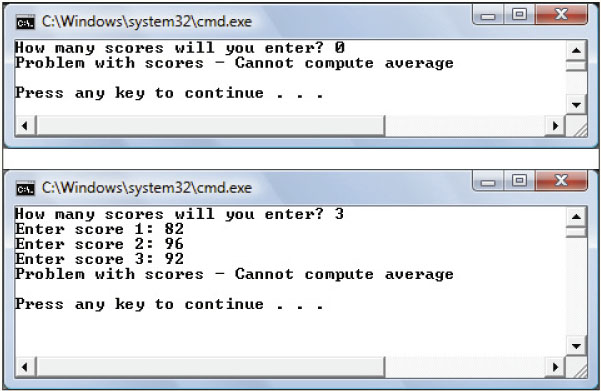 C:\Windows\system32\cmd.exe
How many scores will you enter? 0
Problem with scores - Cannot compute average
Press any key to continue . . .
C:\Windows\system32\cmd.exe
How many scores will you enter? 3
Enter score 1: 82
Enter score 2: 96
Enter score 3: 92
Problem with scores - Cannot compute average
Press any key to continue . . .